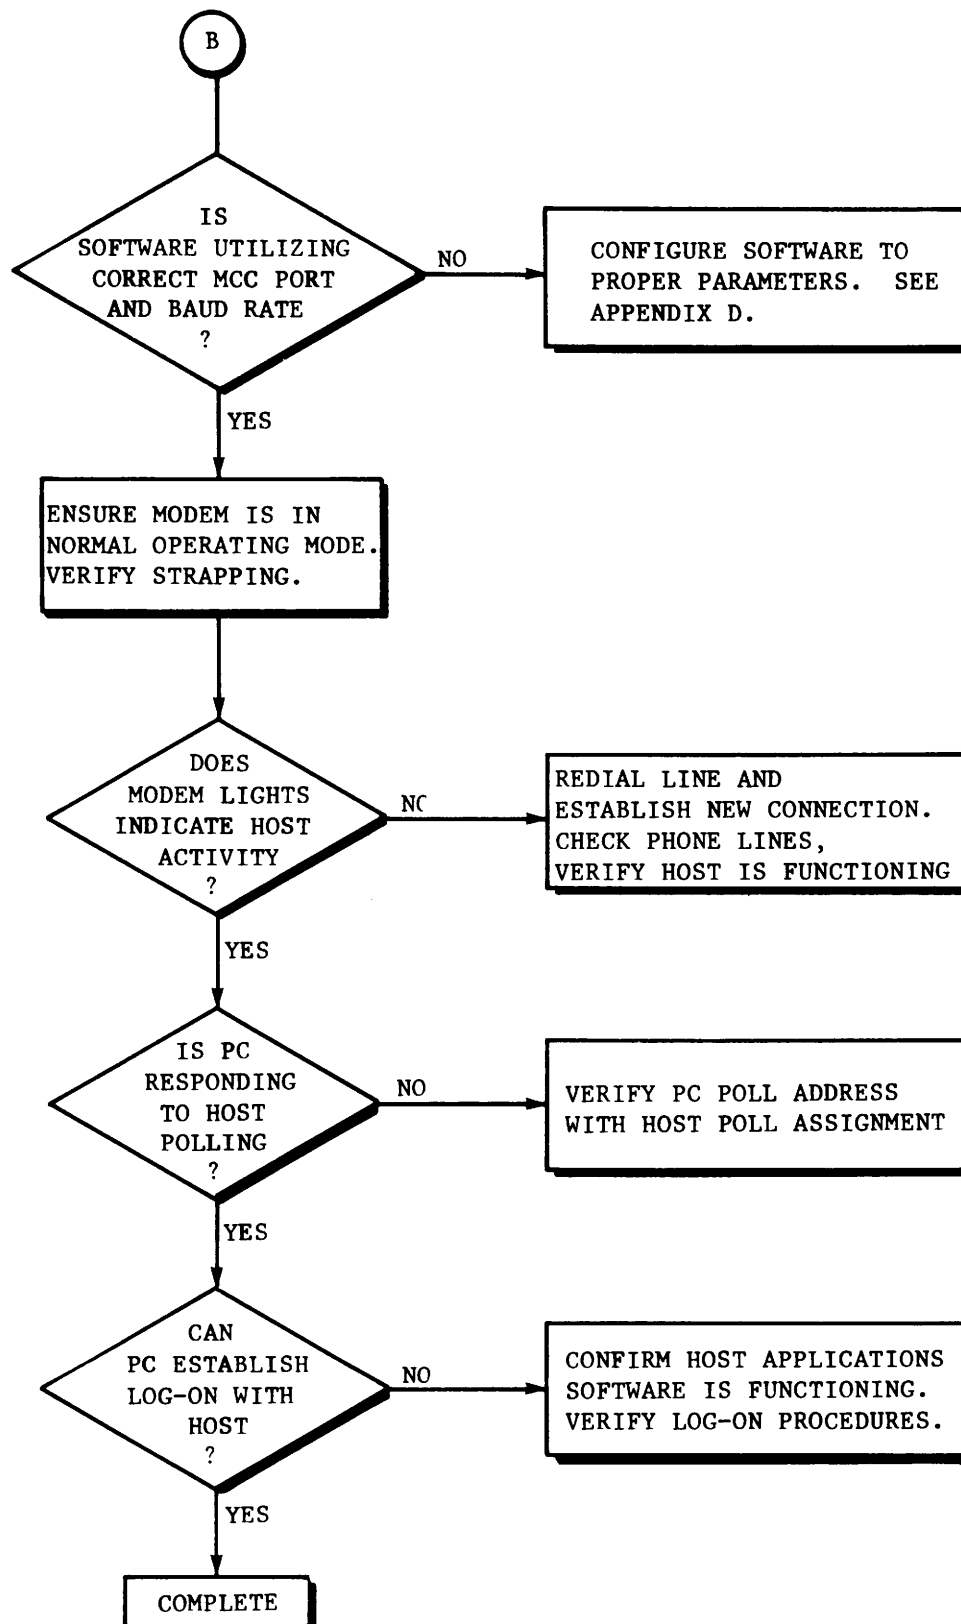 B
IS
SOFTWARE UTILIZING
CORRECT MCC PORT
AND BAUD RATE
?
NO
CONFIGURE SOFTWARE TO
PROPER PARAMETERS. SEE
APPENDIX D.
YES
ENSURE MODEM IS IN
NORMAL OPERATING MODE.
VERIFY STRAPPING.
DOES
MODEM LIGHTS
INDICATE HOST
ACTIVITY
?
NO
REDIAL LINE AND
ESTABLISH NEW CONNECTION.
CHECK PHONE LINES,
VERIFY HOST IS FUNCTIONING
YES
IS PC
RESPONDING
TO HOST
POLLING
?
NO
VERIFY PC POLL ADDRESS
WITH HOST POLL ASSIGNMENT
YES
CAN
PC ESTABLISH
LOG-ON WITH
HOST
?
NO
CONFIRM HOST APPLICATIONS
SOFTWARE IS FUNCTIONING.
VERIFY LOG-ON PROCEDURES.
YES
COMPLETE